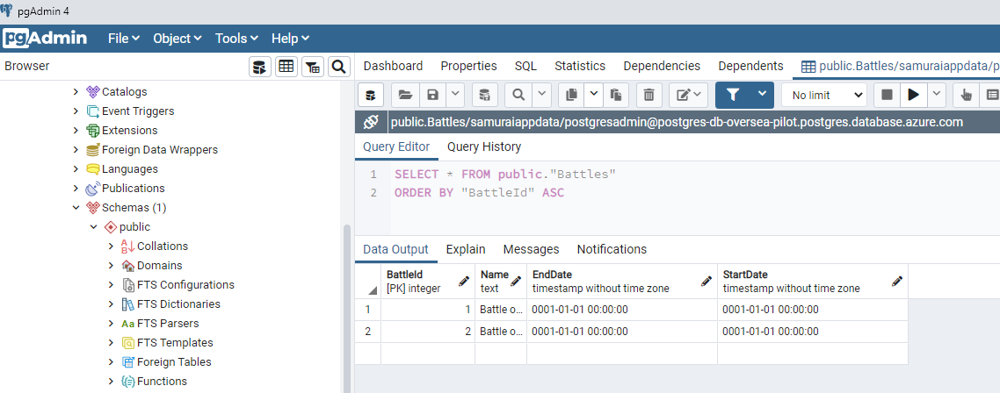 pgAdmin 4
pgAdmin File Object Tools Help
Browser
Dashboard Properties SQL Statistics Dependencies Dependents public.Battles/samuraiappdata/p
Catalogs
Event Triggers
Extensions
Foreign Data Wrappers
Languages
Publications
Schemas (1)
public
Collations
Domains
FTS Configurations
FTS Dictionaries
Aa FTS Parsers
FTS Templates
Foreign Tables
Functions
No limit
public.Battles/samuraiappdata/postgresadmin@postgres-db-oversea-pilot.postgres.database.azure.com
Query Editor Query History
1 SELECT * FROM public."Battles"
2 ORDER BY "BattleId" ASC
Data Output Explain Messages Notifications
BattleId Name EndDate StartDate
[PK] integer text timestamp without time zone timestamp without time zone
1 1 Battle o... 0001-01-01 00:00:00 0001-01-01 00:00:00
2 2 Battle o... 0001-01-01 00:00:00 0001-01-01 00:00:00